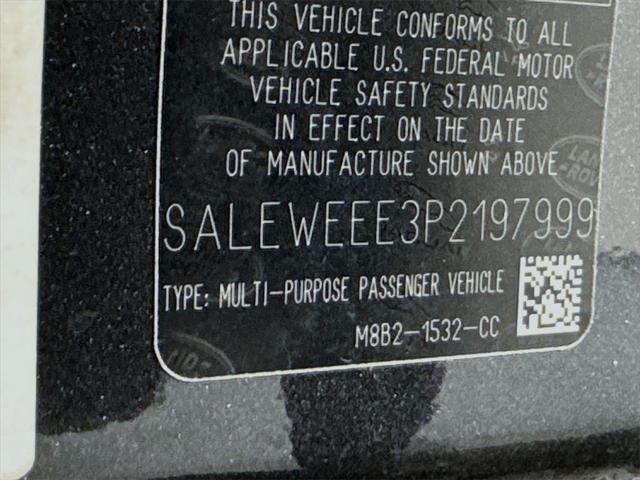 THIS VEHICLE CONFORMS TO ALL
APPLICABLE U.S. FEDERAL MOTOR
VEHICLE SAFETY STANDARDS
IN EFFECT ON THE DATE
OF MANUFACTURE SHOWN ABOVE
SALEWEEE3P2197999
TYPE: MULTI-PURPOSE PASSENGER VEHICLE
M8B2-1532-CC